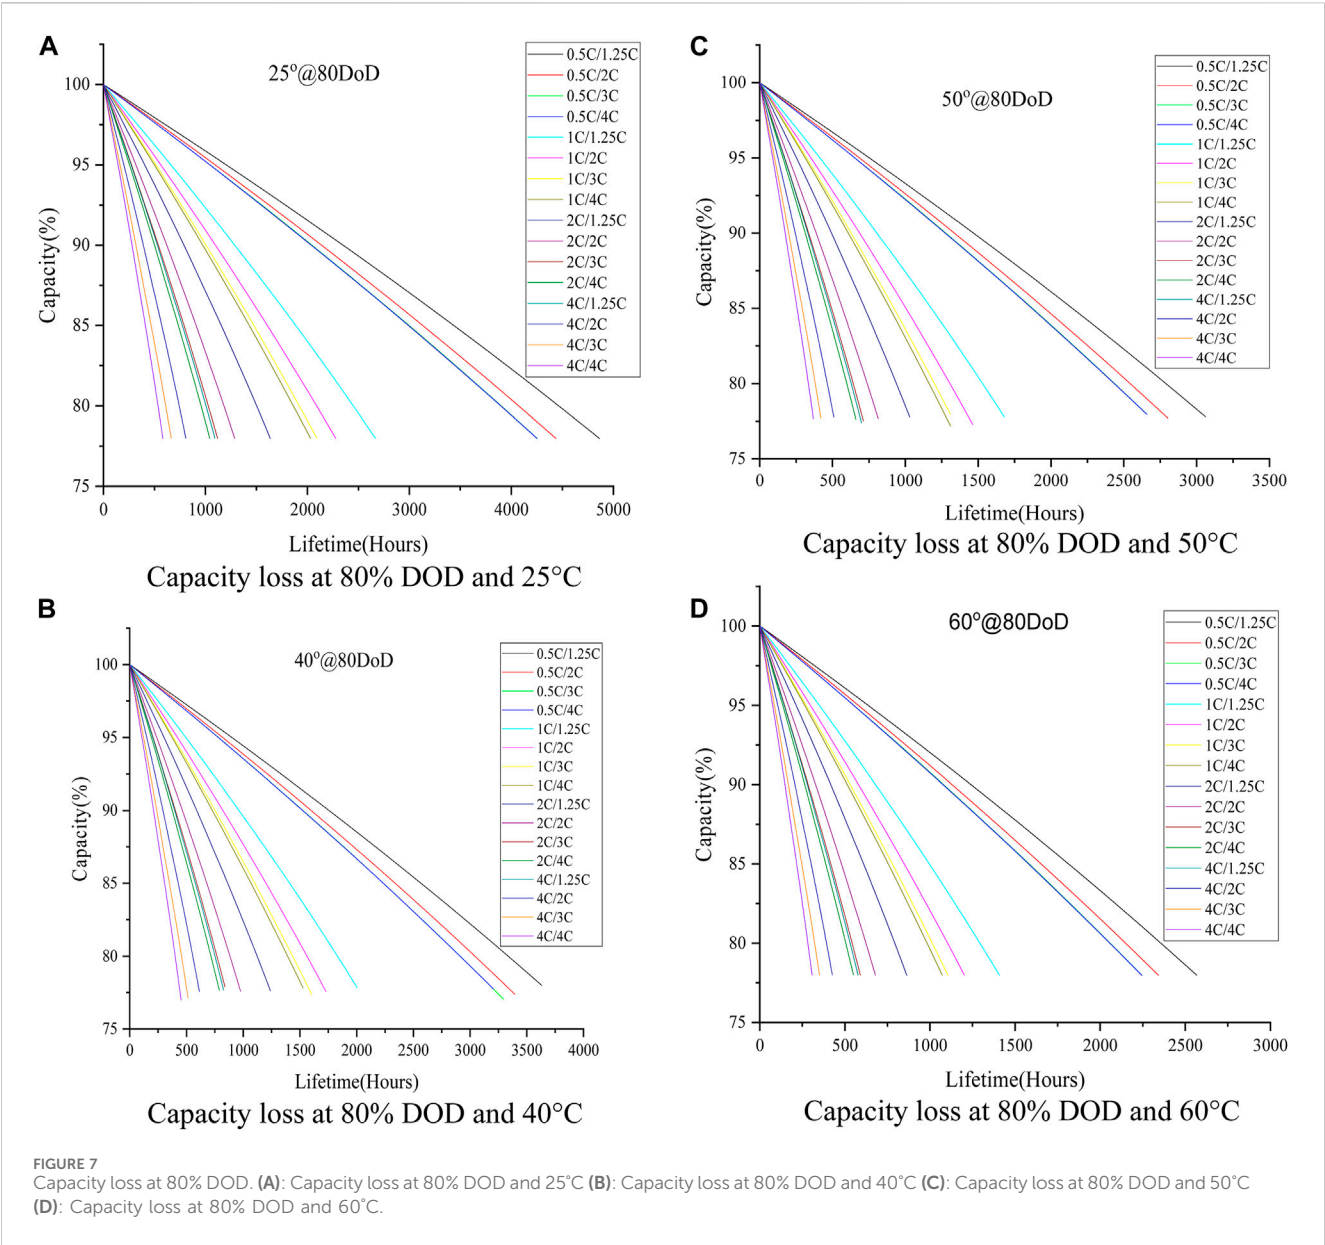 A
25°@80DoD
0.5C/1.25C
0.5C/2C
0.5C/3C
0.5C/4C
1C/1.25C
1C/2C
1C/3C
1C/4C
2C/1.25C
2C/2C
2C/3C
2C/4C
4C/1.25C
4C/2C
4C/3C
4C/4C
100
95
90
85
80
75
Capacity(%)
0 1000 2000 3000 4000 5000
Lifetime(Hours)
Capacity loss at 80% DOD and 25°C
B
40°@80DoD
0.5C/1.25C
0.5C/2C
0.5C/3C
0.5C/4C
1C/1.25C
1C/2C
1C/3C
1C/4C
2C/1.25C
2C/2C
2C/3C
2C/4C
4C/1.25C
4C/2C
4C/3C
4C/4C
100
95
90
85
80
75
Capacity(%)
0 500 1000 1500 2000 2500 3000 3500 4000
Lifetime(Hours)
Capacity loss at 80% DOD and 40°C
C
50°@80DoD
0.5C/1.25C
0.5C/2C
0.5C/3C
0.5C/4C
1C/1.25C
1C/2C
1C/3C
1C/4C
2C/1.25C
2C/2C
2C/3C
2C/4C
4C/1.25C
4C/2C
4C/3C
4C/4C
100
95
90
85
80
75
Capacity(%)
0 500 1000 1500 2000 2500 3000 3500
Lifetime(Hours)
Capacity loss at 80% DOD and 50°C
D
60°@80DoD
0.5C/1.25C
0.5C/2C
0.5C/3C
0.5C/4C
1C/1.25C
1C/2C
1C/3C
1C/4C
2C/1.25C
2C/2C
2C/3C
2C/4C
4C/1.25C
4C/2C
4C/3C
4C/4C
100
95
90
85
80
75
Capacity(%)
0 500 1000 1500 2000 2500 3000
Lifetime(Hours)
Capacity loss at 80% DOD and 60°C
FIGURE 7
Capacity loss at 80% DOD. (A): Capacity loss at 80% DOD and 25°C (B): Capacity loss at 80% DOD and 40°C (C): Capacity loss at 80% DOD and 50°C
(D): Capacity loss at 80% DOD and 60°C.